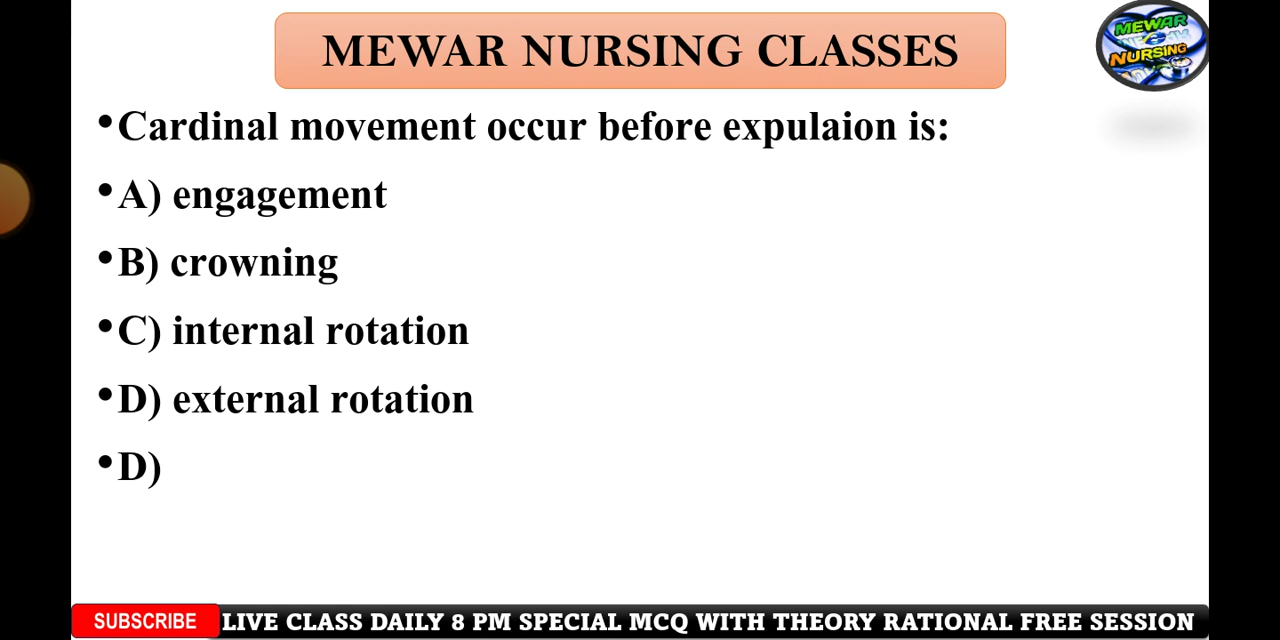 MEWAR NURSING CLASSES
MEWAR
NURSING
•Cardinal movement occur before expulaion is:
•A) engagement
•B) crowning
•C) internal rotation
•D) external rotation
•D)
SUBSCRIBE LIVE CLASS DAILY 8 PM SPECIAL MCQ WITH THEORY RATIONAL FREE SESSION